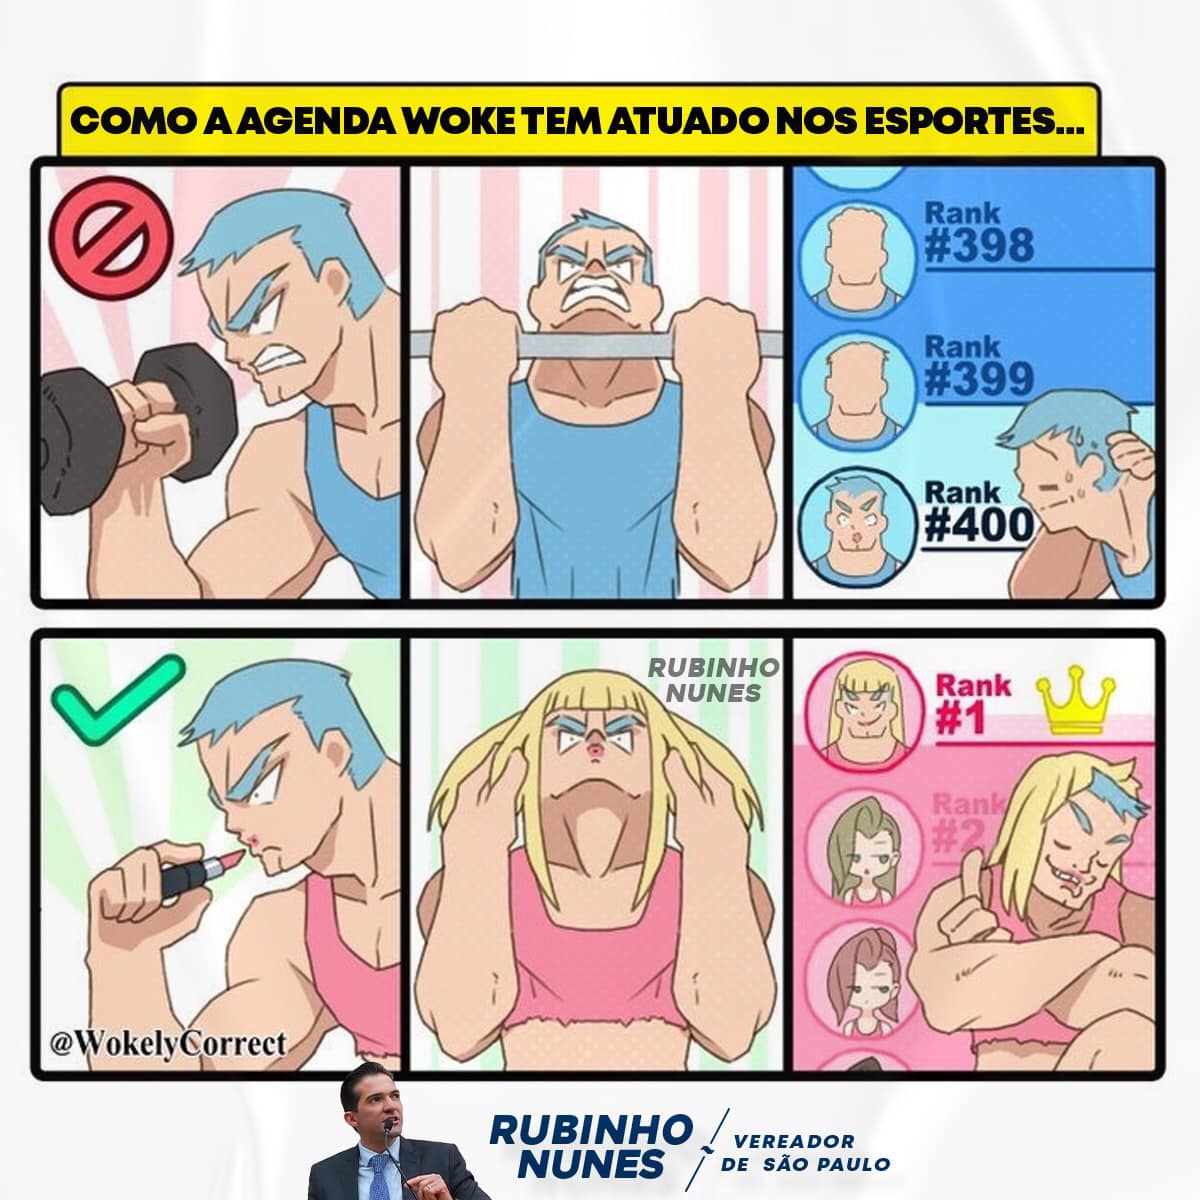 COMO A AGENDA WOKE TEM ATUADO NOS ESPORTES...
Rank
#398
Rank
#399
Rank
#400
RUBINHO
NUNES
Rank
#1
Rank
#2
@WokelyCorrect
RUBINHO
NUNES
VEREADOR
DE SÃO PAULO